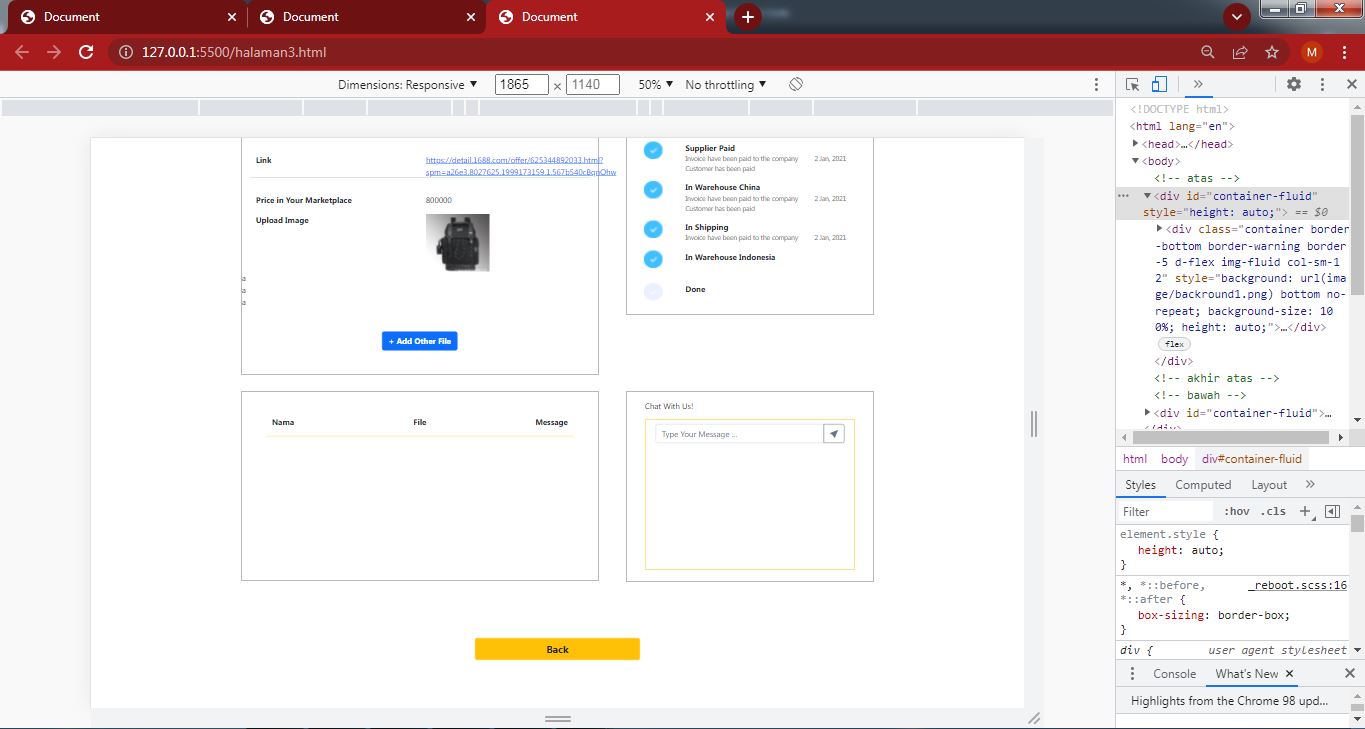 Document
Document
Document
127.0.0.1:5500/halaman3.html
M
Dimensions: Responsive ▼ 1865 × 1140 50% ▼ No throttling ▼
Link
https://detail.1688.com/offer/625344892033.html?
spm=a26e3.8027625.1999173159.1.567b540cBqnOhw
Price in Your Marketplace 800000
Upload Image
a
a
a
+ Add Other File
Supplier Paid
Invoice have been paid to the company 2 Jan, 2021
Customer has been paid
In Warehouse China
Invoice have been paid to the company 2 Jan, 2021
Customer has been paid
In Shipping
Invoice have been paid to the company 2 Jan, 2021
In Warehouse Indonesia
Done
Nama File Message
Chat With Us!
Type Your Message ...
Back
<!DOCTYPE html>
<html lang="en">
<head>…</head>
<body>
<!-- atas -->
<div id="container-fluid"
style="height: auto;"> == $0
<div class="container border
-bottom border-warning border
-5 d-flex img-fluid col-sm-1
2" style="background: url(ima
ge/backround1.png) bottom no-
repeat; background-size: 10
0%; height: auto;">…</div>
flex
</div>
<!-- akhir atas -->
<!-- bawah -->
<div id="container-fluid">…
</div>
html body div#container-fluid
Styles Computed Layout
Filter :hov .cls
element.style {
height: auto;
}
*, *::before, _reboot.scss:16
*::after {
box-sizing: border-box;
}
div { user agent stylesheet
Console What's New
Highlights from the Chrome 98 upd...